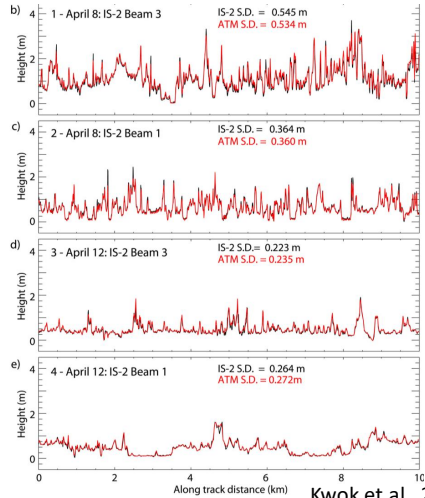 b)
1 - April 8: IS-2 Beam 3
IS-2 S.D. = 0.545 m
ATM S.D. = 0.534 m
Height (m)
4
2
0
c)
2 - April 8: IS-2 Beam 1
IS-2 S.D. = 0.364 m
ATM S.D. = 0.360 m
Height (m)
4
2
0
d)
3 - April 12: IS-2 Beam 3
IS-2 S.D.= 0.223 m
ATM S.D. = 0.235 m
Height (m)
4
2
0
e)
4 - April 12: IS-2 Beam 1
IS-2 S.D. = 0.264 m
ATM S.D. = 0.272m
Height (m)
4
2
0
0 2 4 6 8 10
Along track distance (km)
Kwok et al.,